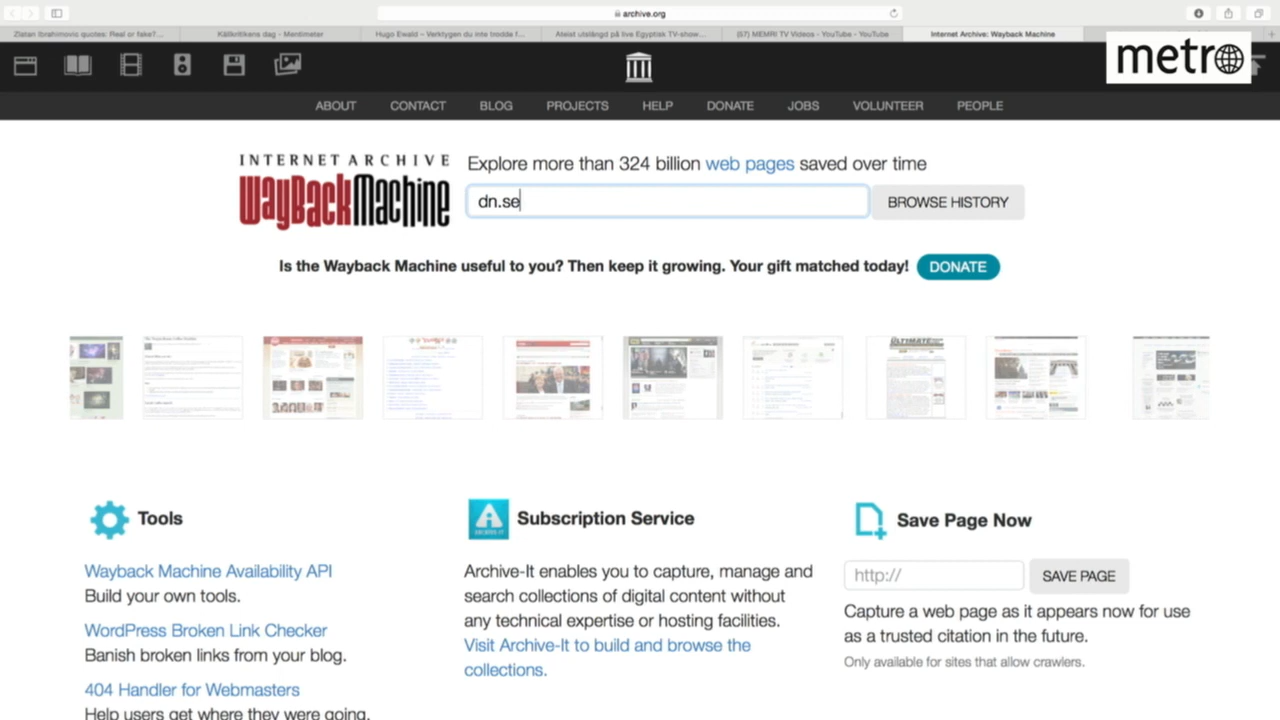 archive.org
Zlatan Ibrahimovic quotes: Real or fake?...
Källkritikens dag - Mentimeter
Hugo Ewald – Verktygen du inte trodde f...
Ateist utslängd på live Egyptisk TV-show...
(57) MEMRI TV Videos - YouTube - YouTube
Internet Archive: Wayback Machine
metro
ABOUT
CONTACT
BLOG
PROJECTS
HELP
DONATE
JOBS
VOLUNTEER
PEOPLE
INTERNET ARCHIVE
WayBackMachine
Explore more than 324 billion web pages saved over time
dn.se
BROWSE HISTORY
Is the Wayback Machine useful to you? Then keep it growing. Your gift matched today!
DONATE
Tools
Wayback Machine Availability API
Build your own tools.
WordPress Broken Link Checker
Banish broken links from your blog.
404 Handler for Webmasters
Help users get where they were going.
Subscription Service
Archive-It enables you to capture, manage and
search collections of digital content without
any technical expertise or hosting facilities.
Visit Archive-It to build and browse the
collections.
Save Page Now
http://
SAVE PAGE
Capture a web page as it appears now for use
as a trusted citation in the future.
Only available for sites that allow crawlers.